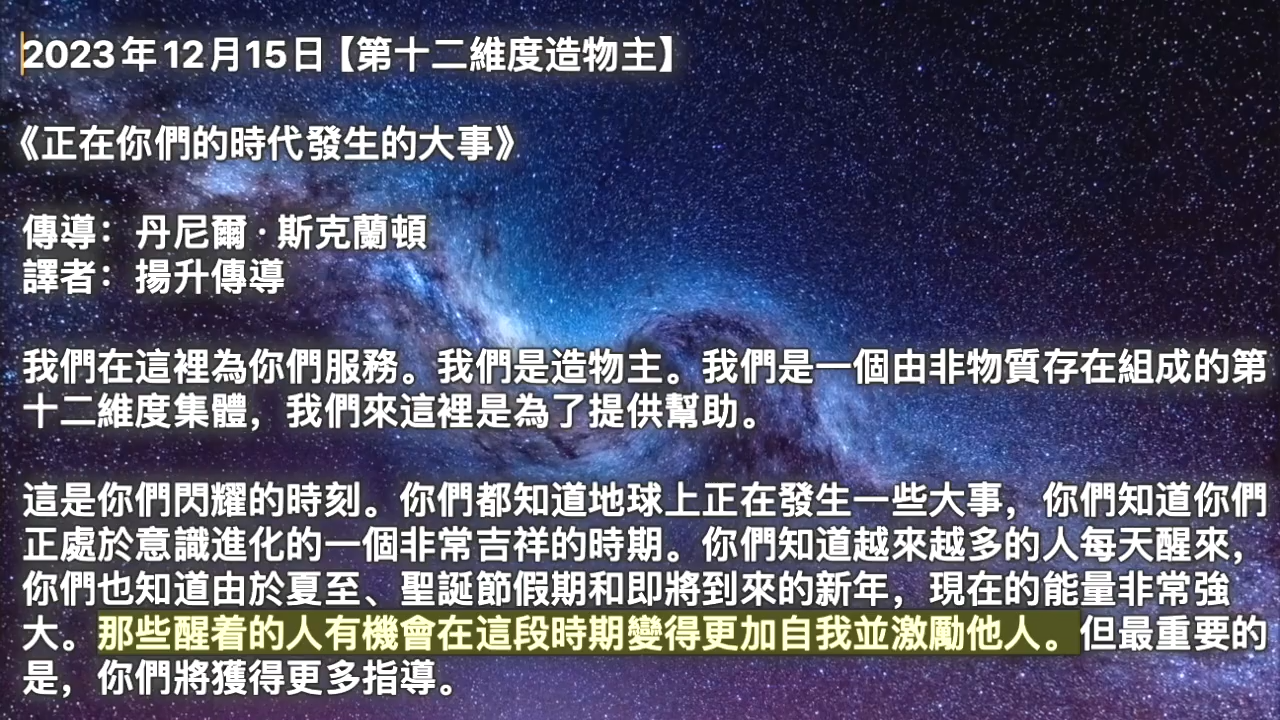 2023年12月15日【第十二維度造物主】
《正在你們的時代發生的大事》
傳導：丹尼爾·斯克蘭頓
譯者：揚升傳導
我們在這裡為你們服務。我們是造物主。我們是一個由非物質存在組成的第
十二維度集體，我們來這裡是為了提供幫助。
這是你們閃耀的時刻。你們都知道地球上正在發生一些大事，你們知道你們
正處於意識進化的一個非常吉祥的時期。你們知道越來越多的人每天醒來，
你們也知道由於夏至、聖誕節假期和即將到來的新年，現在的能量非常強
大。那些醒着的人有機會在這段時期變得更加自我並激勵他人。但最重要的
是，你們將獲得更多指導。